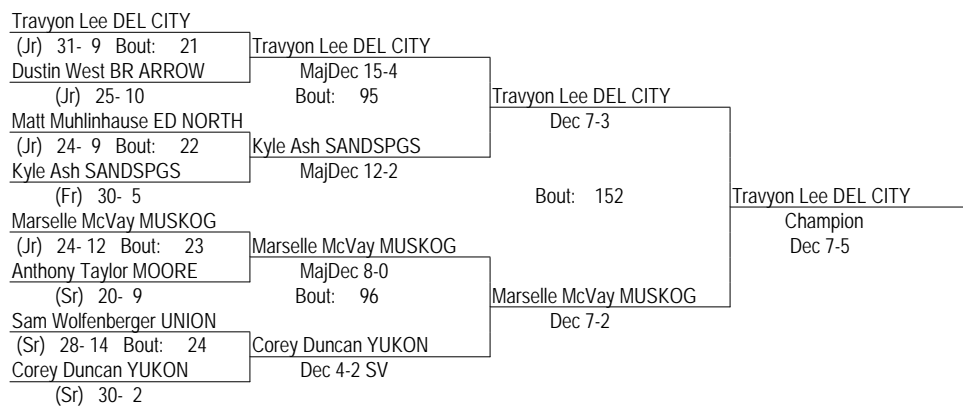 Travyon Lee DEL CITY
(Jr) 31- 9 Bout: 21
Dustin West BR ARROW
(Jr) 25- 10
Matt Muhlinhause ED NORTH
(Jr) 24- 9 Bout: 22
Kyle Ash SANDSPGS
(Fr) 30- 5
Marselle McVay MUSKOG
(Jr) 24- 12 Bout: 23
Anthony Taylor MOORE
(Sr) 20- 9
Sam Wolfenberger UNION
(Sr) 28- 14 Bout: 24
Corey Duncan YUKON
(Sr) 30- 2
Travyon Lee DEL CITY
MajDec 15-4
Bout: 95
Kyle Ash SANDSPGS
MajDec 12-2
Marselle McVay MUSKOG
MajDec 8-0
Bout: 96
Corey Duncan YUKON
Dec 4-2 SV
Travyon Lee DEL CITY
Dec 7-3
Bout: 152
Marselle McVay MUSKOG
Dec 7-2
Travyon Lee DEL CITY
Champion
Dec 7-5